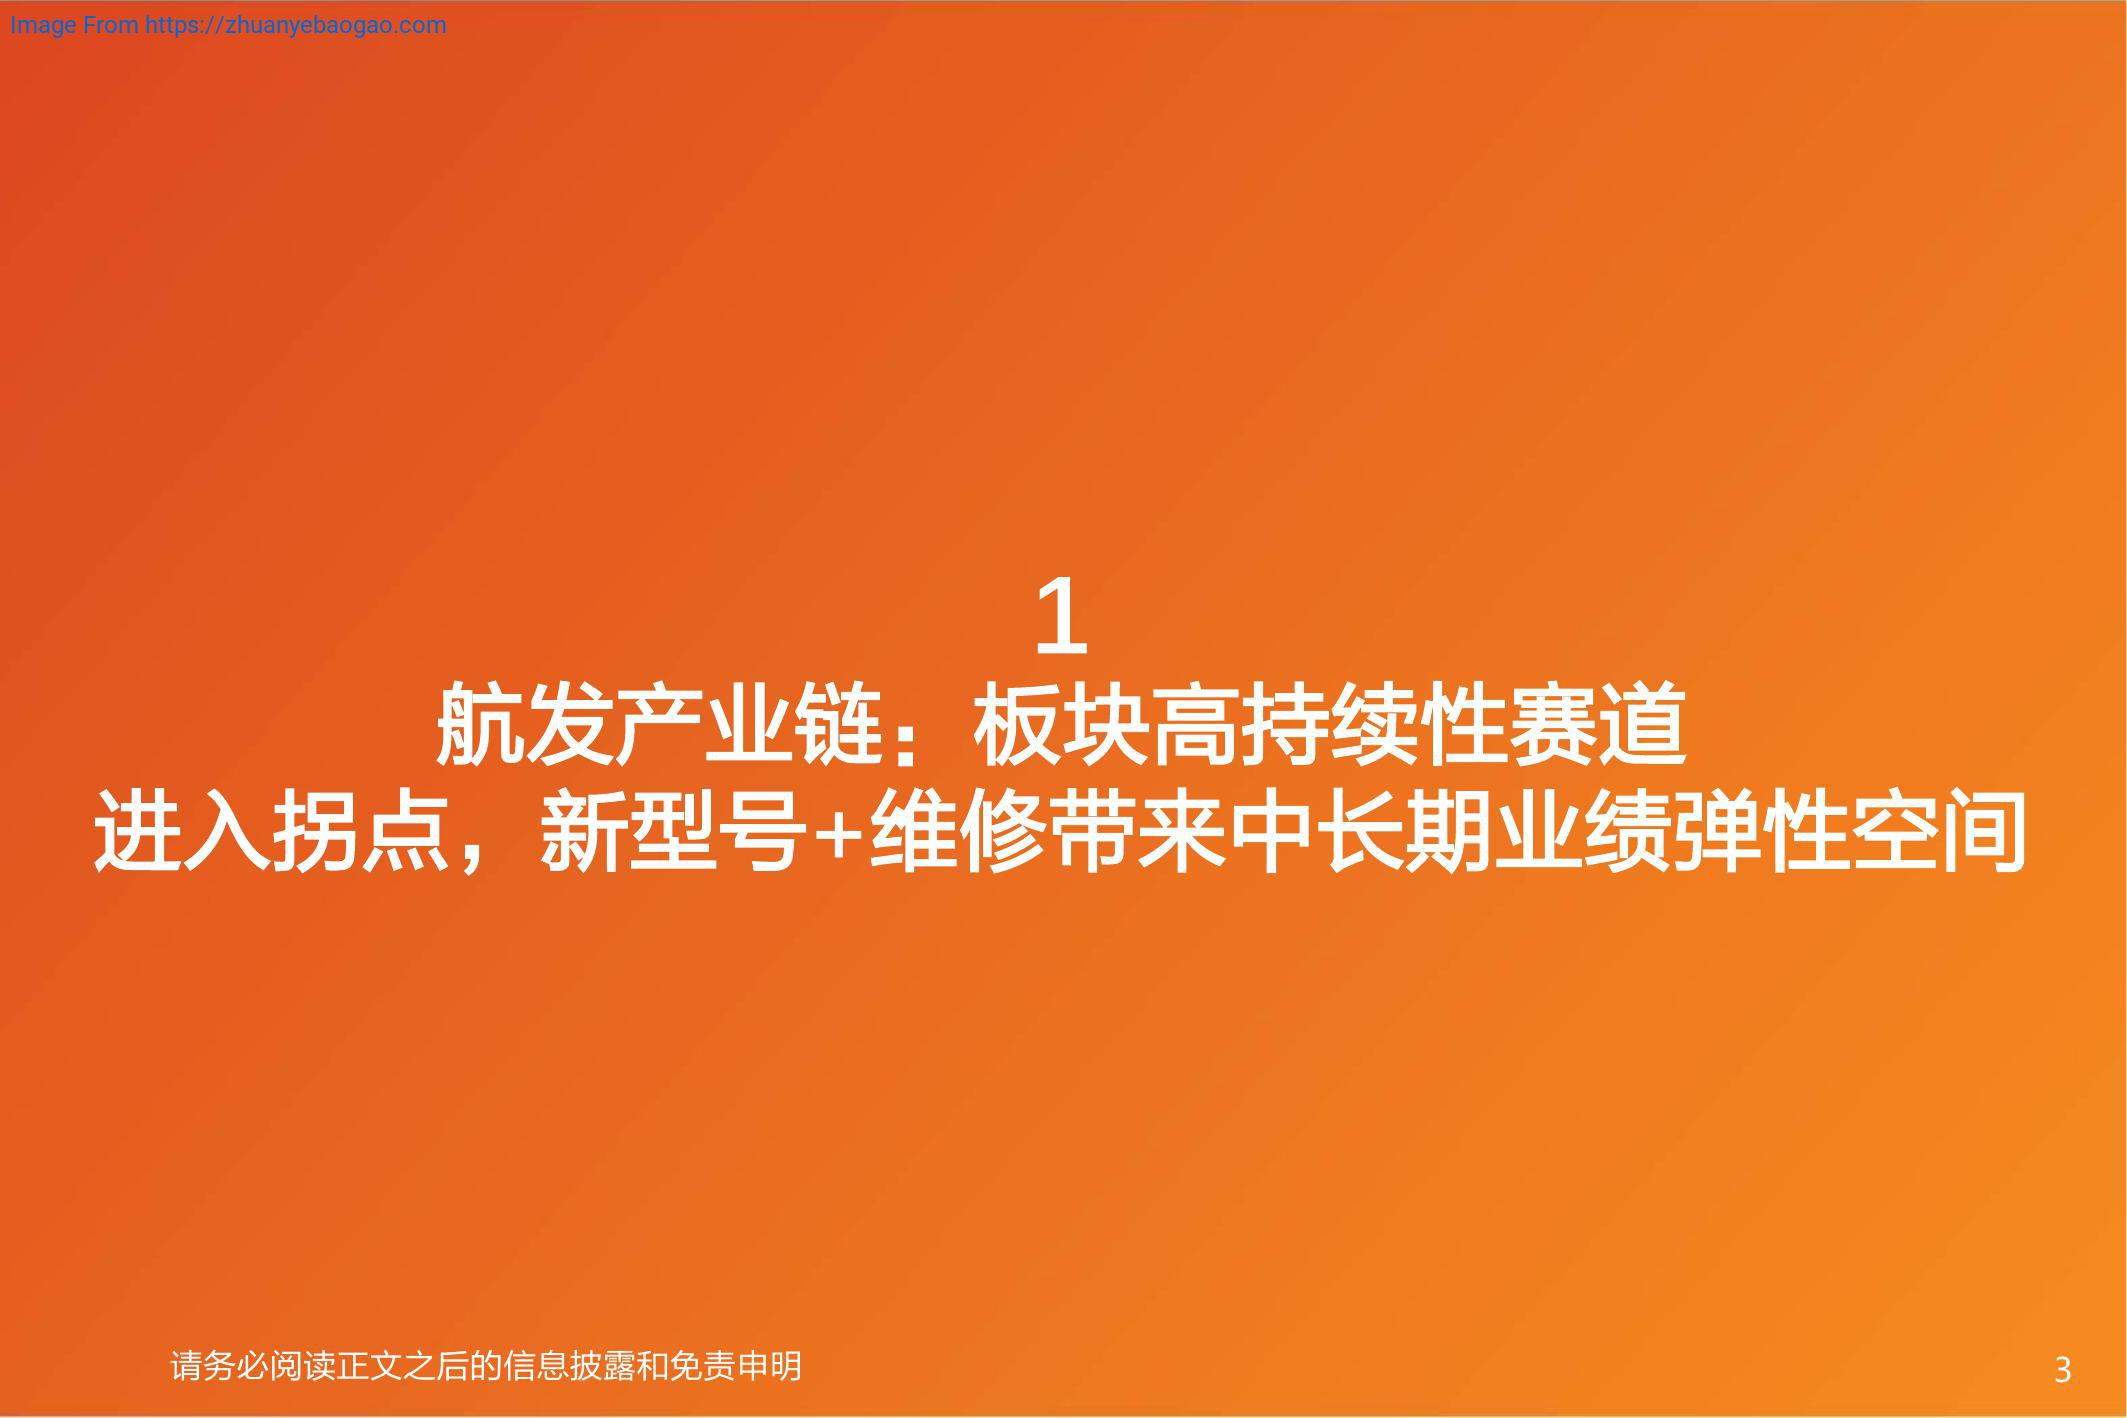 Image From https://zhuanyebaogao.com
1
航发产业链：板块高持续性赛道
进入拐点，新型号+维修带来中长期业绩弹性空间
请务必阅读正文之后的信息披露和免责申明
3